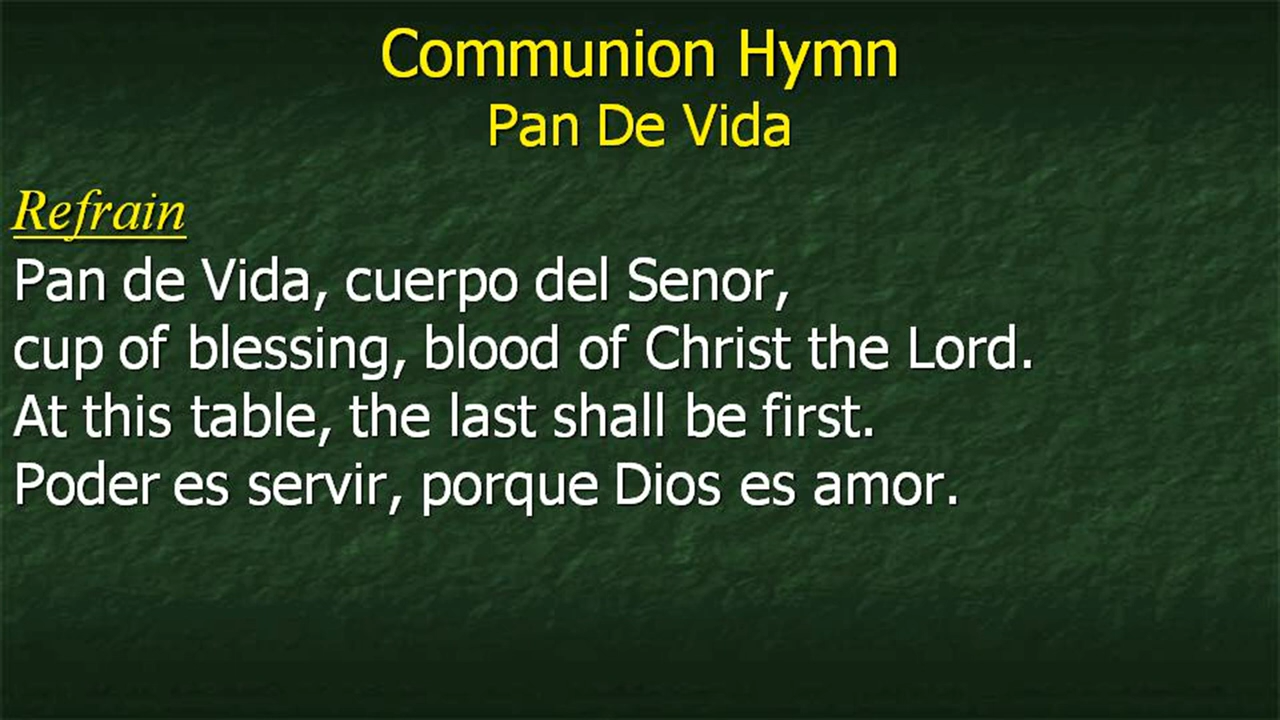 Communion Hymn
Pan De Vida
Refrain
Pan de Vida, cuerpo del Senor,
cup of blessing, blood of Christ the Lord.
At this table, the last shall be first.
Poder es servir, porque Dios es amor.